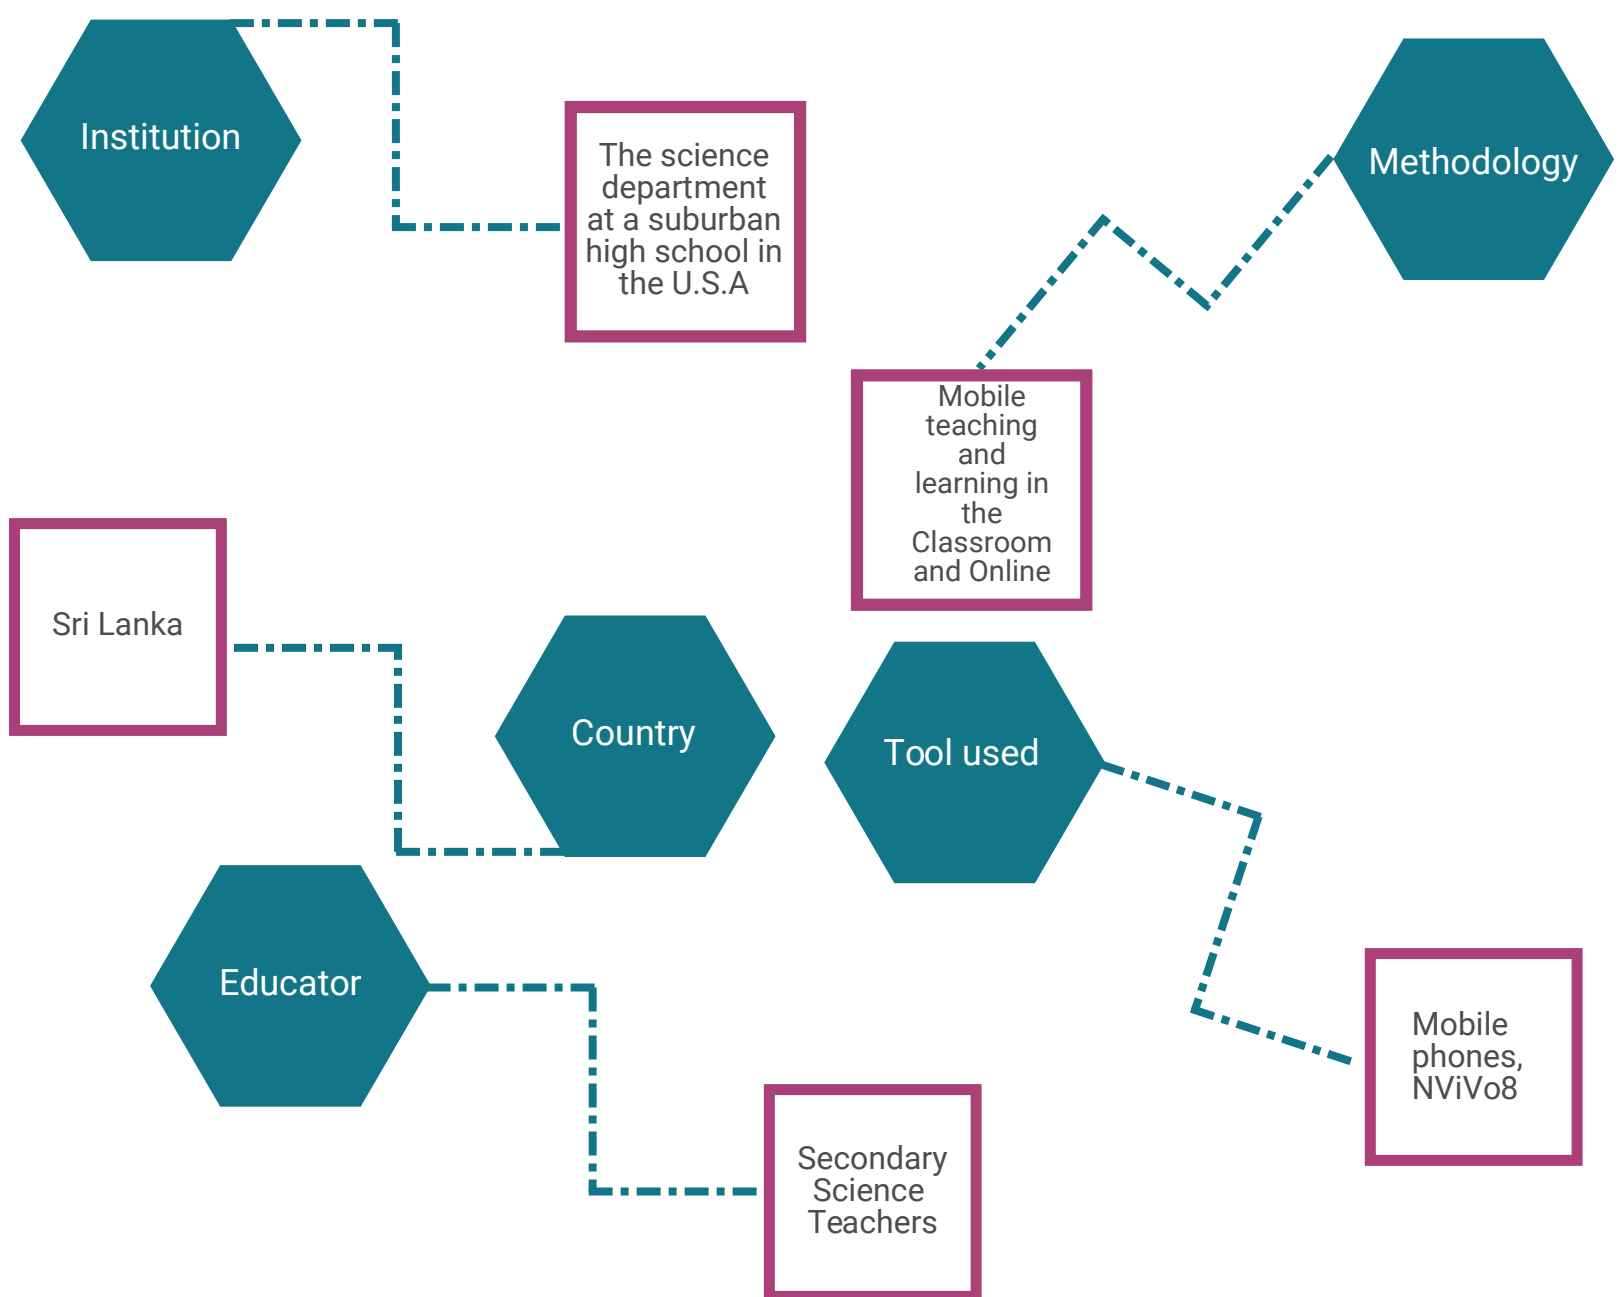 Institution
The science
department
at a suburban
high school in
the U.S.A
Methodology
Mobile
teaching
and
learning in
the
Classroom
and Online
Sri Lanka
Country
Tool used
Educator
Mobile
phones,
NViVo8
Secondary
Science
Teachers